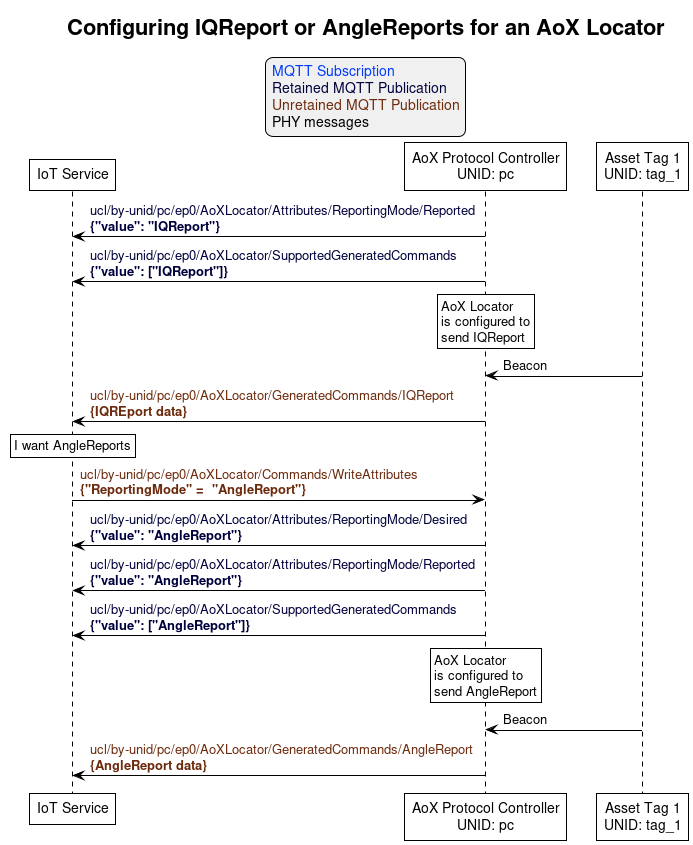 Configuring IQReport or AngleReports for an AoX Locator
MQTT Subscription
Retained MQTT Publication
Unretained MQTT Publication
PHY messages
IoT Service
AoX Protocol Controller
UNID: pc
Asset Tag 1
UNID: tag_1
ucl/by-unid/pc/ep0/AoXLocator/Attributes/ReportingMode/Reported
{"value": "IQReport"}
ucl/by-unid/pc/ep0/AoXLocator/SupportedGeneratedCommands
{"value": ["IQReport"]}
AoX Locator
is configured to
send IQReport
Beacon
ucl/by-unid/pc/ep0/AoXLocator/GeneratedCommands/IQReport
{IQREport data}
I want AngleReports
ucl/by-unid/pc/ep0/AoXLocator/Commands/WriteAttributes
{"ReportingMode" = "AngleReport"}
ucl/by-unid/pc/ep0/AoXLocator/Attributes/ReportingMode/Desired
{"value": "AngleReport"}
ucl/by-unid/pc/ep0/AoXLocator/Attributes/ReportingMode/Reported
{"value": "AngleReport"}
ucl/by-unid/pc/ep0/AoXLocator/SupportedGeneratedCommands
{"value": ["AngleReport"]}
AoX Locator
is configured to
send AngleReport
Beacon
ucl/by-unid/pc/ep0/AoXLocator/GeneratedCommands/AngleReport
{AngleReport data}
IoT Service
AoX Protocol Controller
UNID: pc
Asset Tag 1
UNID: tag_1